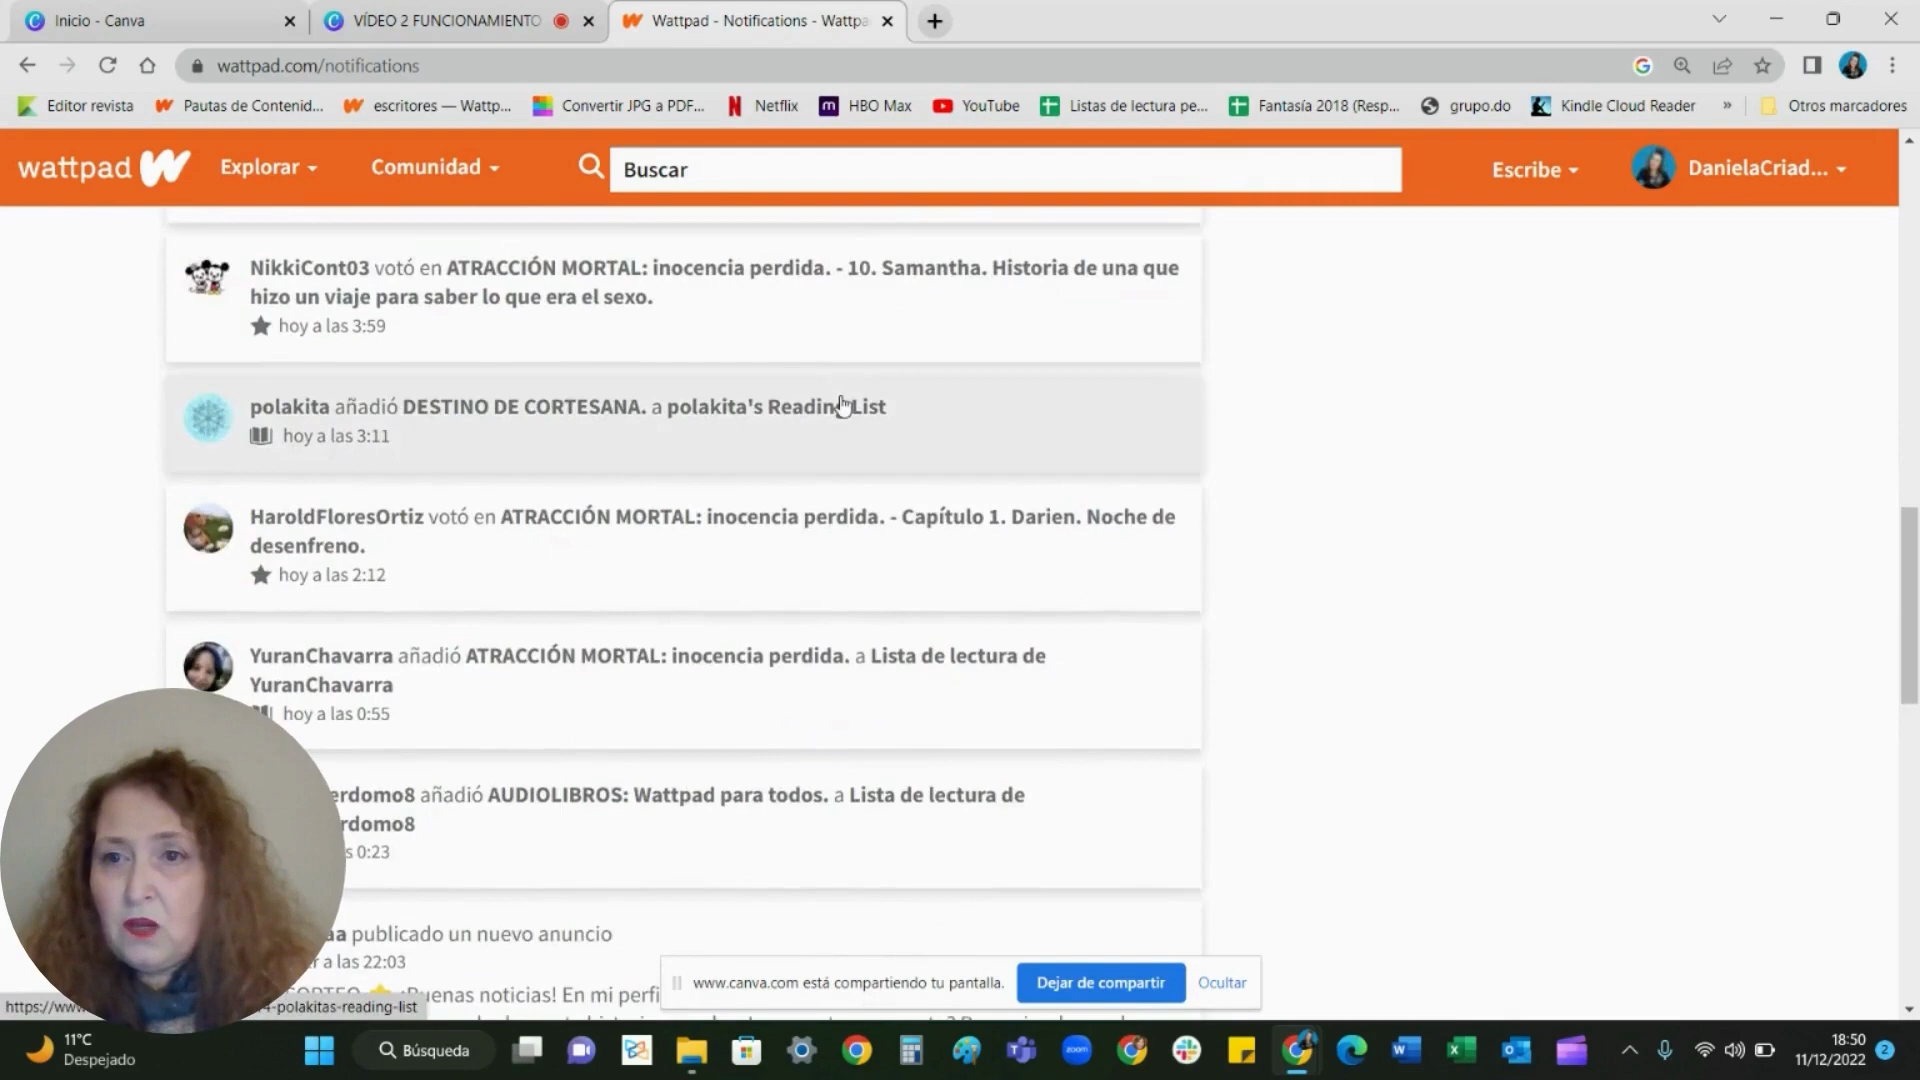 Inicio - Canva
VÍDEO 2 FUNCIONAMIENTO
Wattpad - Notifications - Wattpa
wattpad.com/notifications
Editor revista
Pautas de Contenid...
escritores — Wattp...
Convertir JPG a PDF...
Netflix
HBO Max
YouTube
Listas de lectura pe...
Fantasía 2018 (Resp...
grupo.do
Kindle Cloud Reader
»
Otros marcadores
wattpad
Explorar
Comunidad
Buscar
Escribe
DanielaCriad...
NikkiCont03 votó en ATRACCIÓN MORTAL: inocencia perdida. - 10. Samantha. Historia de una que
hizo un viaje para saber lo que era el sexo.
hoy a las 3:59
polakita añadió DESTINO DE CORTESANA. a polakita's Reading List
hoy a las 3:11
HaroldFloresOrtiz votó en ATRACCIÓN MORTAL: inocencia perdida. - Capítulo 1. Darien. Noche de
desenfreno.
hoy a las 2:12
YuranChavarra añadió ATRACCIÓN MORTAL: inocencia perdida. a Lista de lectura de
YuranChavarra
hoy a las 0:55
erdomo8 añadió AUDIOLIBROS: Wattpad para todos. a Lista de lectura de
rdomo8
s 0:23
aa publicado un nuevo anuncio
r a las 22:03
¡Buenas noticias! En mi perfi
www.canva.com está compartiendo tu pantalla.
Dejar de compartir
Ocultar
https://www.
4-polakitas-reading-list
11°C
Despejado
Búsqueda
zoom
18:50
11/12/2022
2